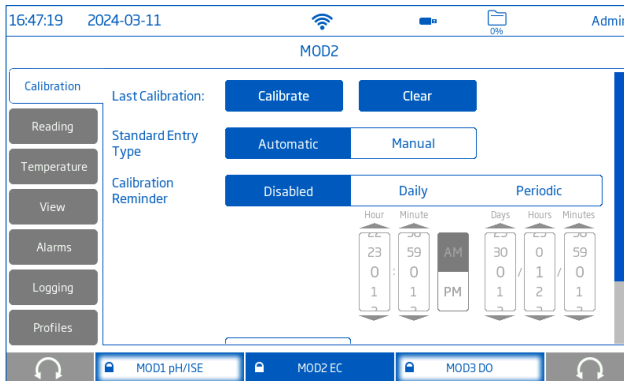 16:47:19 2024-03-11 0% Admin
MOD2
Calibration
Last Calibration: Calibrate Clear
Reading
Standard Entry Type Automatic Manual
Temperature
Calibration Reminder Disabled Daily Periodic
View
Hour Minute Days Hours Minutes
23 59 AM 30 0 59
Alarms
0 : 0 0 / 1 / 0
Logging
1 1 PM 1 2 1
Profiles
MOD1 pH/ISE MOD2 EC MOD3 DO